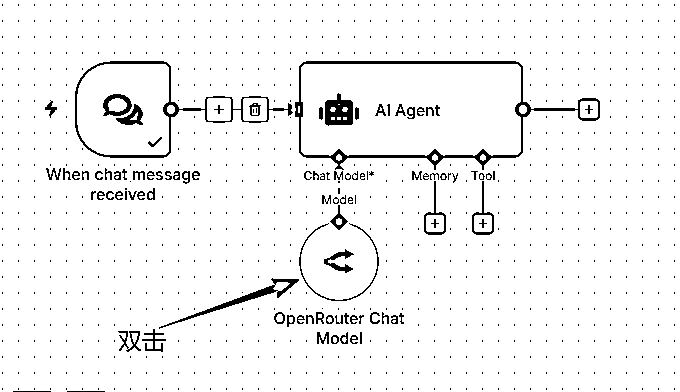 AI Agent
When chat message
received
Chat Model*
Memory
Tool
Model
OpenRouter Chat
Model
双击